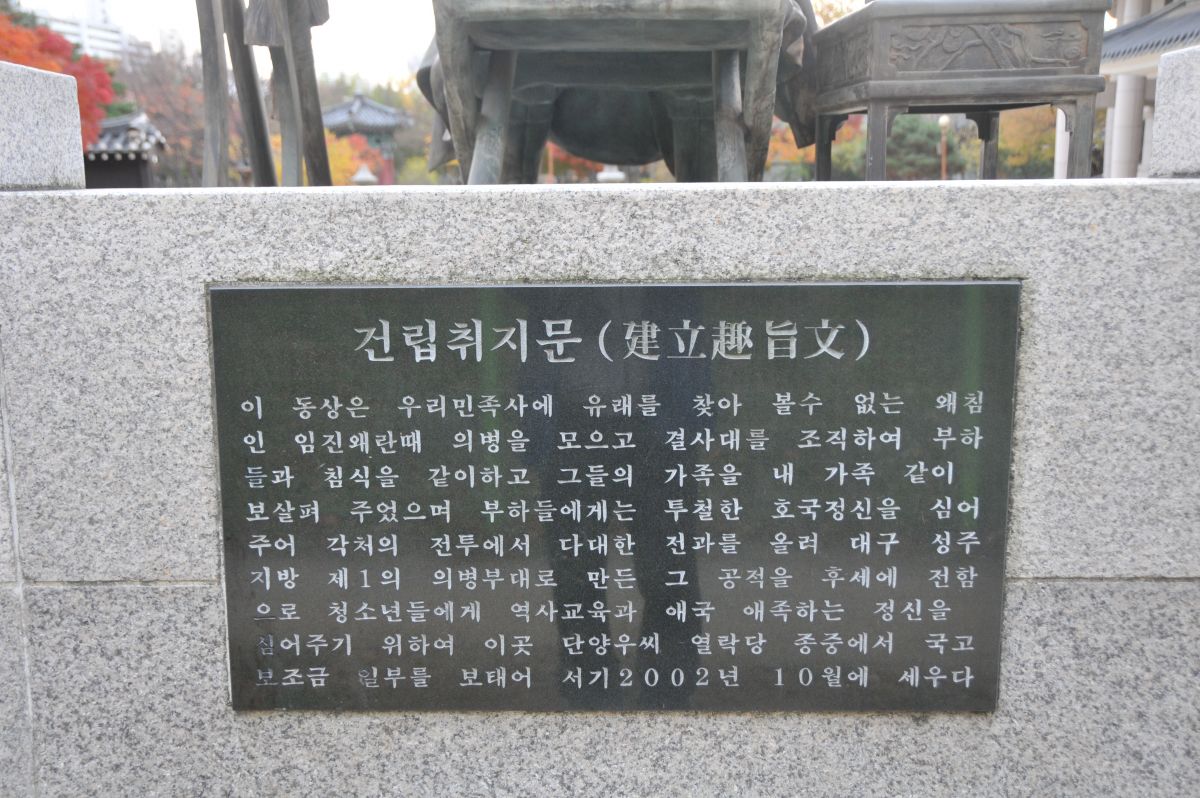 건립취지문(建立趣旨文)
이 동상은 우리민족사에 유래를 찾아 볼수 없는 왜침
인 임진왜란때 의병을 모으고 결사대를 조직하여 부하
들과 침식을 같이하고 그들의 가족을 내 가족 같이
보살펴 주었으며 부하들에게는 투철한 호국정신을 심어
주어 각처의 전투에서 다대한 전과를 올려 대구 성주
지방 제1의 의병부대로 만든 그 공적을 후세에 전함
으로 청소년들에게 역사교육과 애국 애족하는 정신을
심어주기 위하여 이곳 단양우씨 열락당 종중에서 국고
보조금 일부를 보태어 서기2002년 10월에 세우다